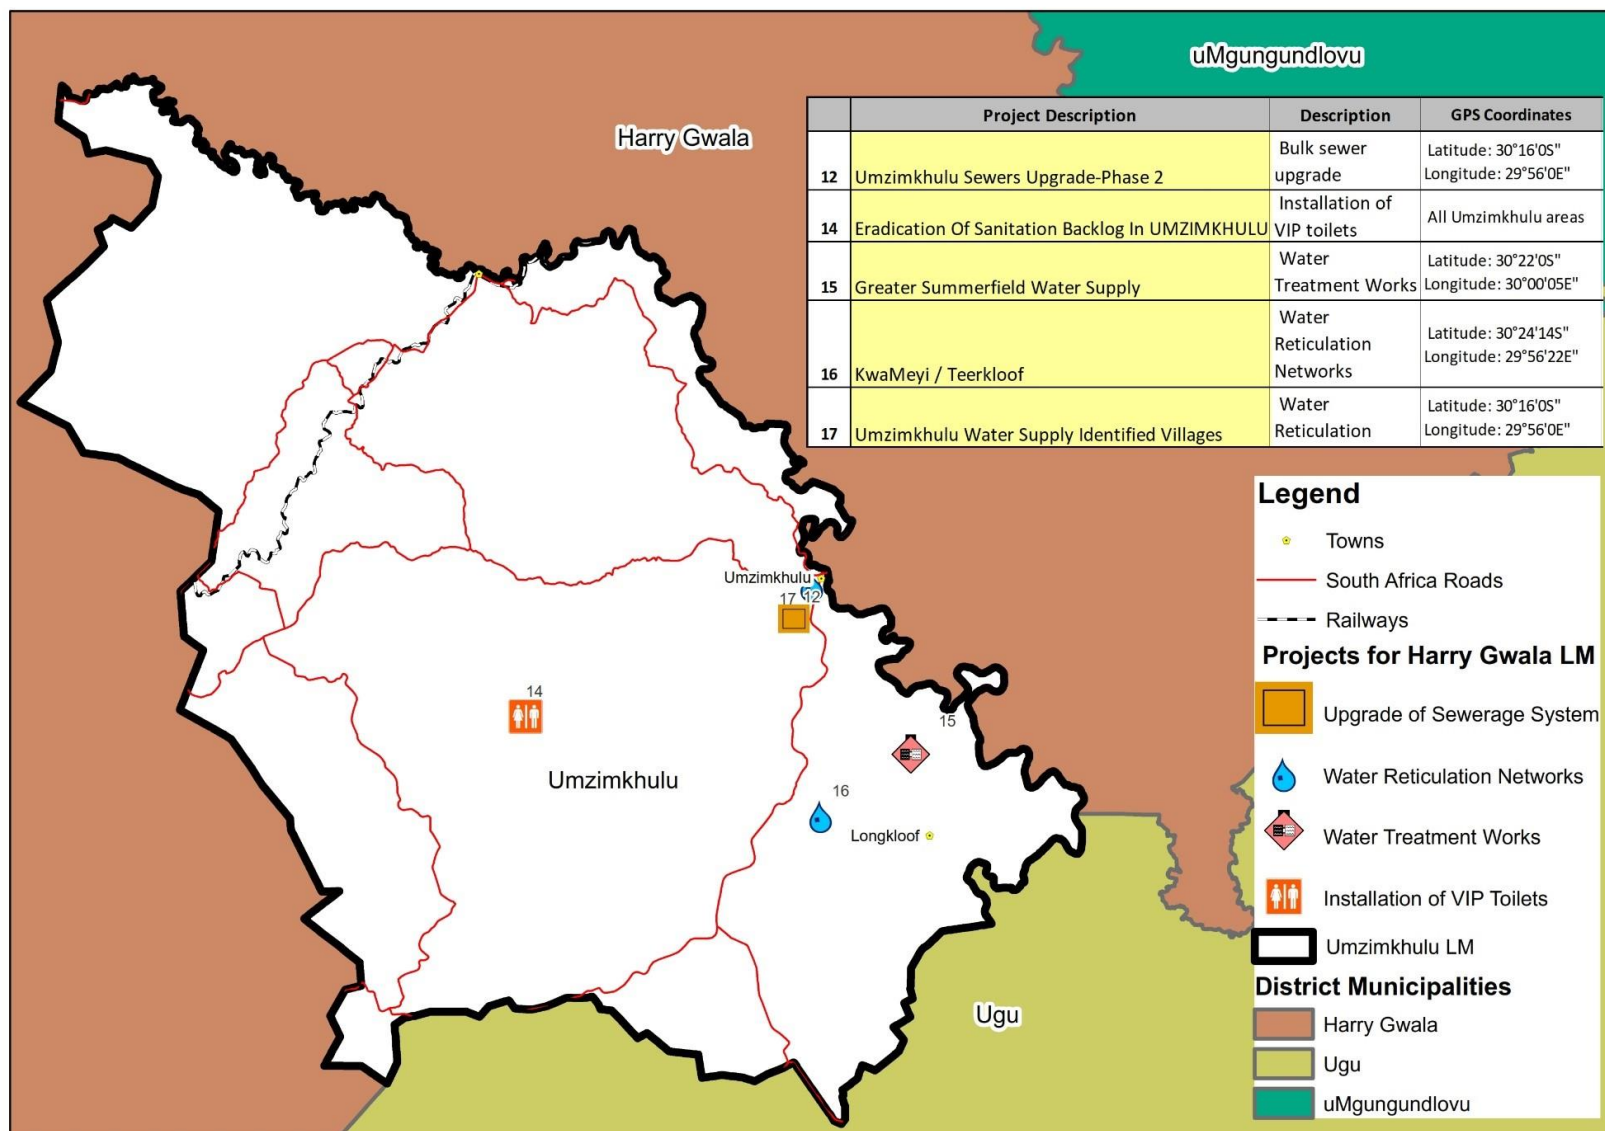 uMgungundlovu
Harry Gwala
Project Description
Description
GPS Coordinates
12
Umzimkhulu Sewers Upgrade-Phase 2
Bulk sewer
upgrade
Latitude: 30°16'0S"
Longitude: 29°56'0E"
14
Eradication Of Sanitation Backlog In UMZIMKHULU
Installation of
VIP toilets
All Umzimkhulu areas
15
Greater Summerfield Water Supply
Water
Treatment Works
Latitude: 30°22'0S"
Longitude: 30°00'05E"
16
KwaMeyi / Teerkloof
Water
Reticulation
Networks
Latitude: 30°24'14S"
Longitude: 29°56'22E"
17
Umzimkhulu Water Supply Identified Villages
Water
Reticulation
Latitude: 30°16'0S"
Longitude: 29°56'0E"
Umzimkhulu
17
12
14
15
Umzimkhulu
16
Longkloof
Ugu
Legend
Towns
South Africa Roads
Railways
Projects for Harry Gwala LM
Upgrade of Sewerage System
Water Reticulation Networks
Water Treatment Works
Installation of VIP Toilets
Umzimkhulu LM
District Municipalities
Harry Gwala
Ugu
uMgungundlovu